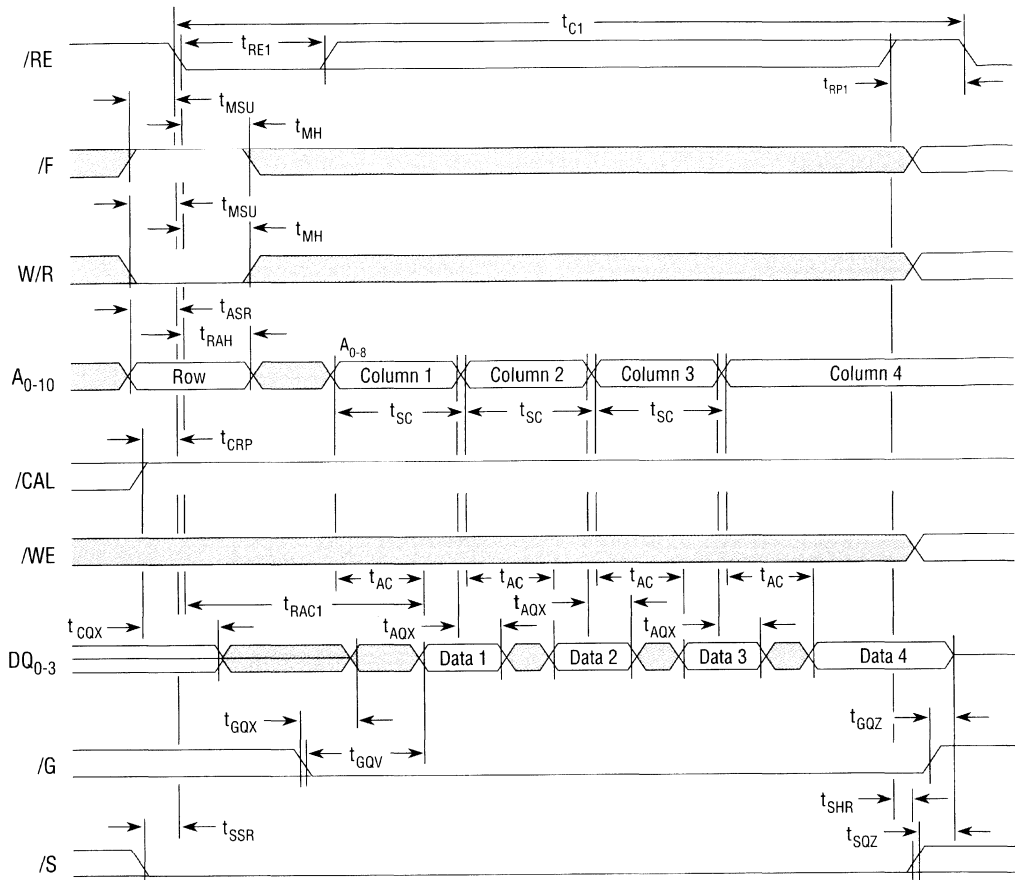 t_C1
t_RE1
/RE
t_RP1
t_MSU
t_MH
/F
t_MSU
t_MH
W/R
t_ASR
t_RAH
A_0-8
A_0-10 Row Column 1 Column 2 Column 3 Column 4
t_SC t_SC t_SC
t_CRP
/CAL
/WE
t_AC t_AC t_AC t_AC
t_RAC1 t_AQX
t_CQX t_AQX t_AQX
DQ_0-3 Data 1 Data 2 Data 3 Data 4
t_GQX t_GQZ
/G t_GQV
t_SHR
t_SSR t_SQZ
/S